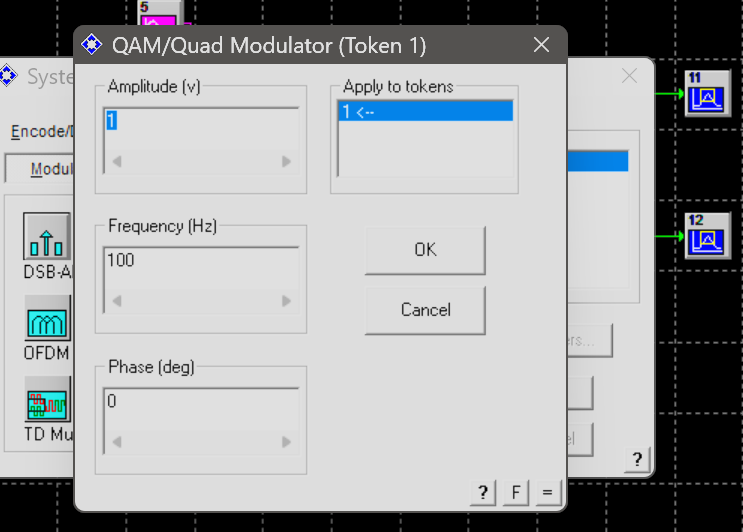 5
QAM/Quad Modulator (Token 1)
Syste
Amplitude (v)
1
Apply to tokens
1 <--
11
Encode/D
Modul
Frequency (Hz)
100
OK
12
DSB-A
Cancel
ers...
OFDM
Phase (deg)
0
TD Mu
el
?
? F =